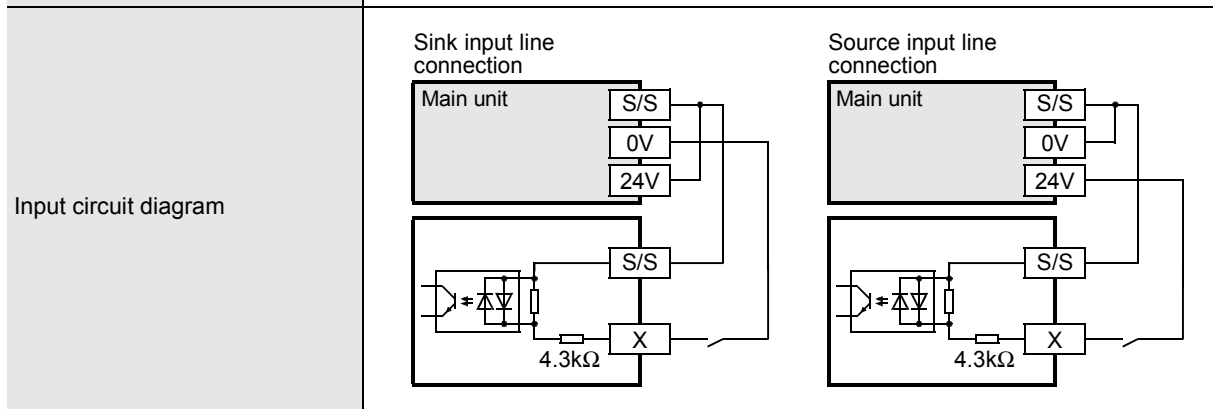 Input circuit diagram
Sink input line
connection
Main unit
S/S
0V
24V
S/S
X
4.3kΩ
Source input line
connection
Main unit
S/S
0V
24V
S/S
X
4.3kΩ